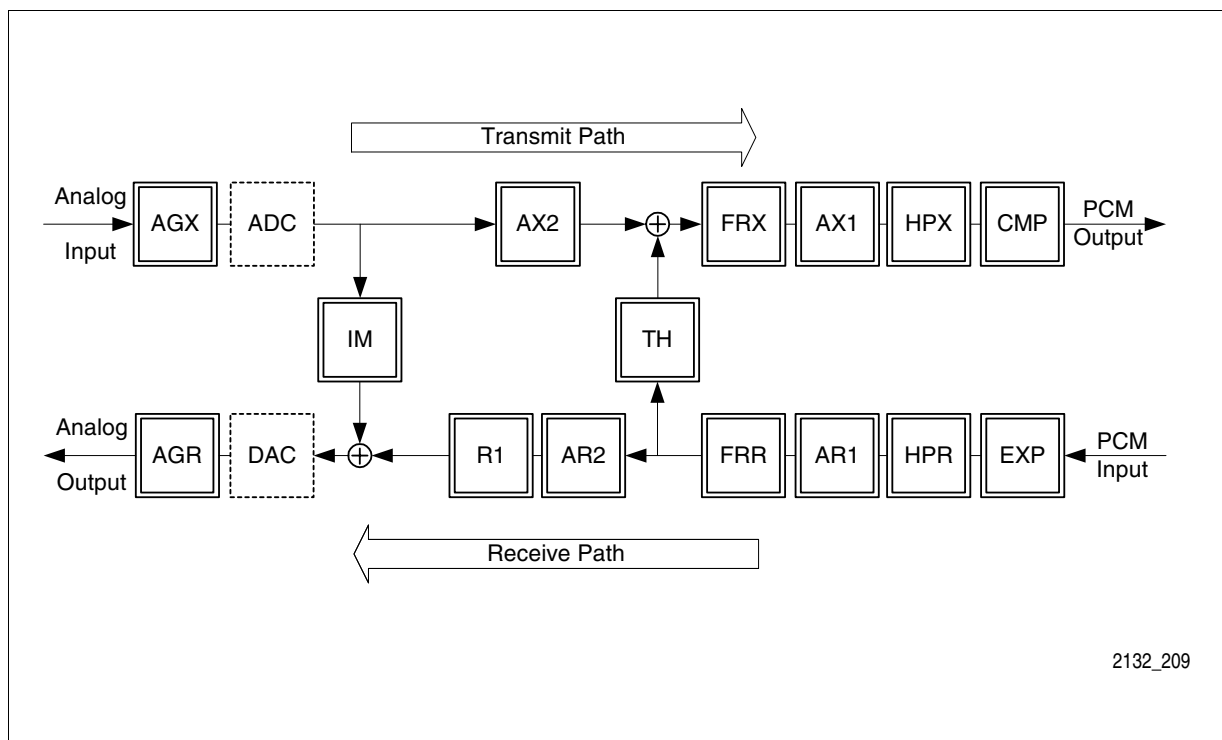 Transmit Path
Analog
Input
AGX
ADC
AX2
FRX
AX1
HPX
CMP
PCM
Output
IM
TH
Analog
Output
AGR
DAC
R1
AR2
FRR
AR1
HPR
EXP
PCM
Input
Receive Path
2132_209